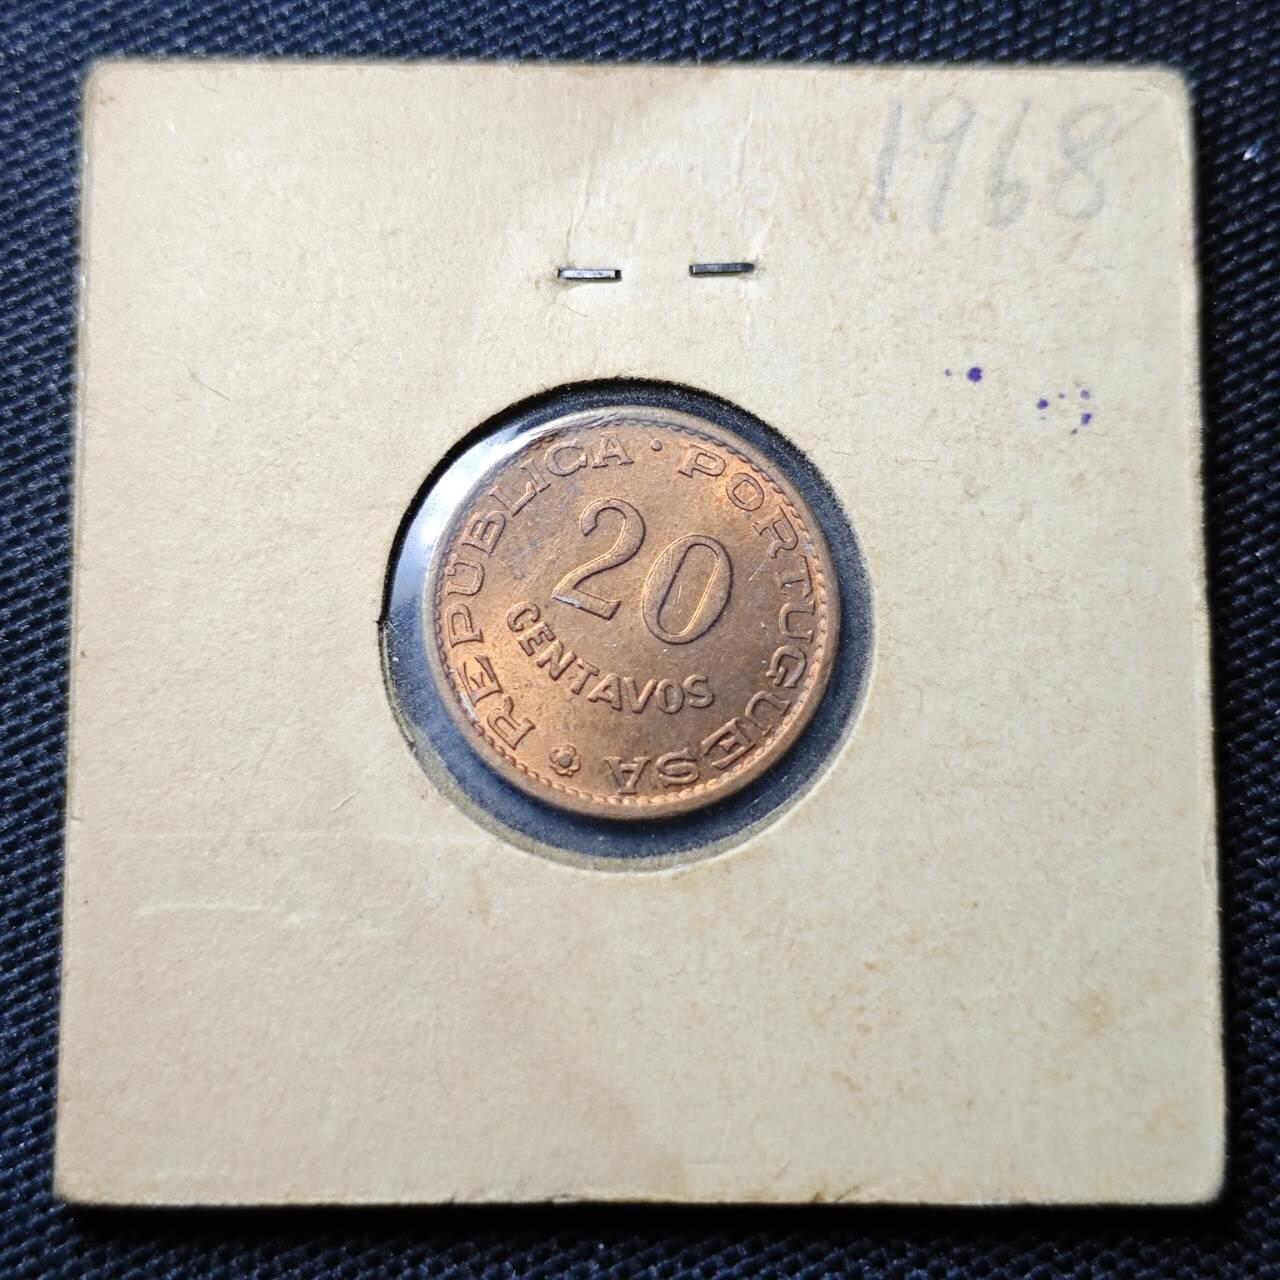 1968
REPÚBLICA · PORTUGUESA
20
CENTAVOS